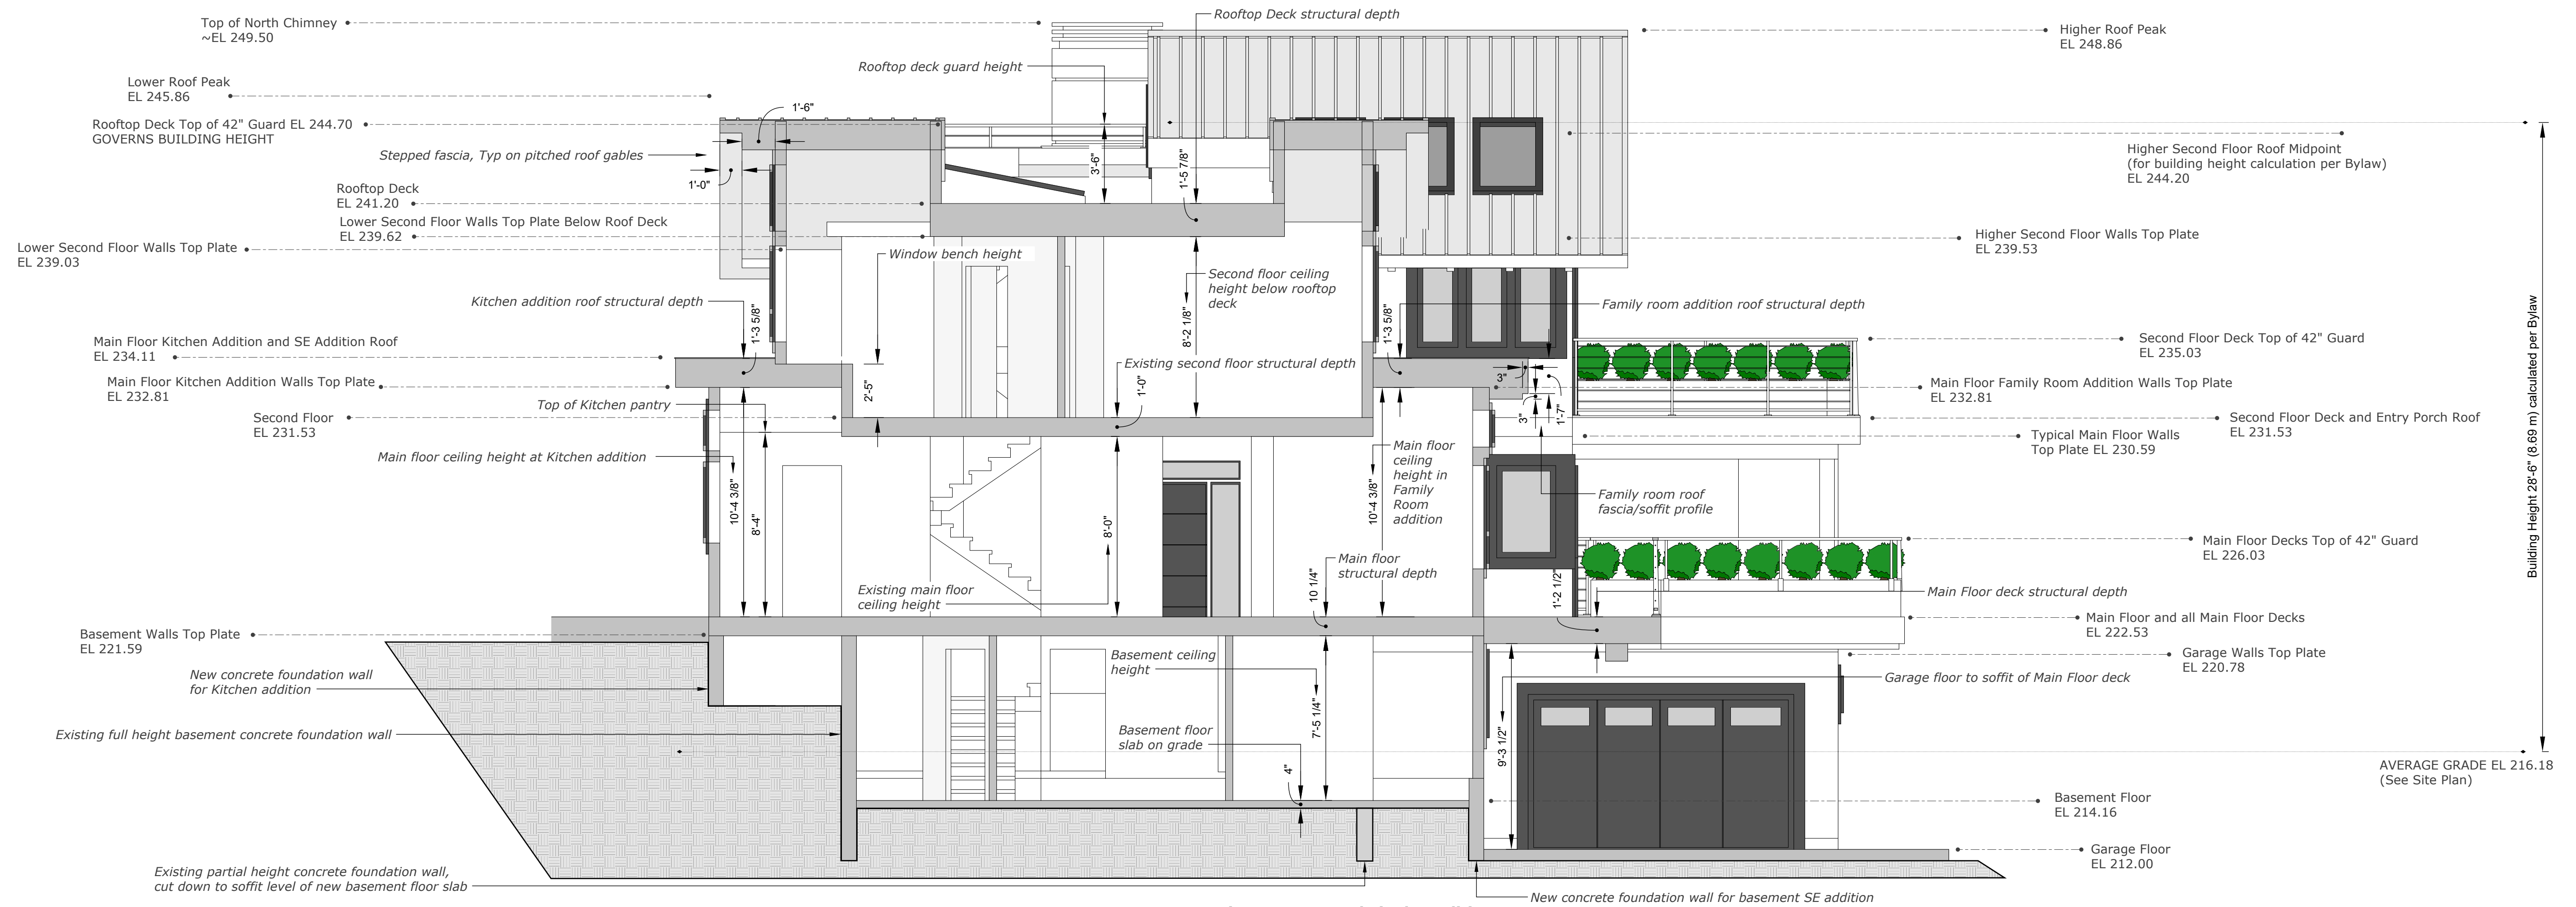 Top of North Chimney
~EL 249.50
Rooftop Deck structural depth
Higher Roof Peak
EL 248.86
Rooftop deck guard height
Lower Roof Peak
EL 245.86
1'-6"
Rooftop Deck Top of 42" Guard EL 244.70
GOVERNS BUILDING HEIGHT
Stepped fascia, Typ on pitched roof gables
3'-6"
1'-5 7/8"
Higher Second Floor Roof Midpoint
(for building height calculation per Bylaw)
EL 244.20
1'-0"
Rooftop Deck
EL 241.20
Lower Second Floor Walls Top Plate Below Roof Deck
EL 239.62
Lower Second Floor Walls Top Plate
EL 239.03
Higher Second Floor Walls Top Plate
EL 239.53
Window bench height
Second floor ceiling
height below rooftop
deck
8'-2 1/8"
Kitchen addition roof structural depth
1'-3 5/8"
1'-3 5/8"
Family room addition roof structural depth
Main Floor Kitchen Addition and SE Addition Roof
EL 234.11
Second Floor Deck Top of 42" Guard
EL 235.03
Existing second floor structural depth
1'-0"
2'-5"
3"
3"
1'-7"
Main Floor Kitchen Addition Walls Top Plate
EL 232.81
Main Floor Family Room Addition Walls Top Plate
EL 232.81
Top of Kitchen pantry
Second Floor
EL 231.53
Second Floor Deck and Entry Porch Roof
EL 231.53
Typical Main Floor Walls
Top Plate EL 230.59
Main floor ceiling height at Kitchen addition
Main floor
ceiling
height in
Family
Room
addition
10'-4 3/8"
8'-4"
8'-0"
10'-4 3/8"
Family room roof
fascia/soffit profile
Building Height 28'-6" (8.69 m) calculated per Bylaw
Main Floor Decks Top of 42" Guard
EL 226.03
Main floor
structural depth
Existing main floor
ceiling height
10 1/4"
1'-2 1/2"
Main Floor deck structural depth
Main Floor and all Main Floor Decks
EL 222.53
Basement Walls Top Plate
EL 221.59
Basement ceiling
height
Garage Walls Top Plate
EL 220.78
New concrete foundation wall
for Kitchen addition
Garage floor to soffit of Main Floor deck
7'-5 1/4"
9'-3 1/2"
Existing full height basement concrete foundation wall
Basement floor
slab on grade
4"
AVERAGE GRADE EL 216.18
(See Site Plan)
Basement Floor
EL 214.16
Garage Floor
EL 212.00
Existing partial height concrete foundation wall,
cut down to soffit level of new basement floor slab
New concrete foundation wall for basement SE addition